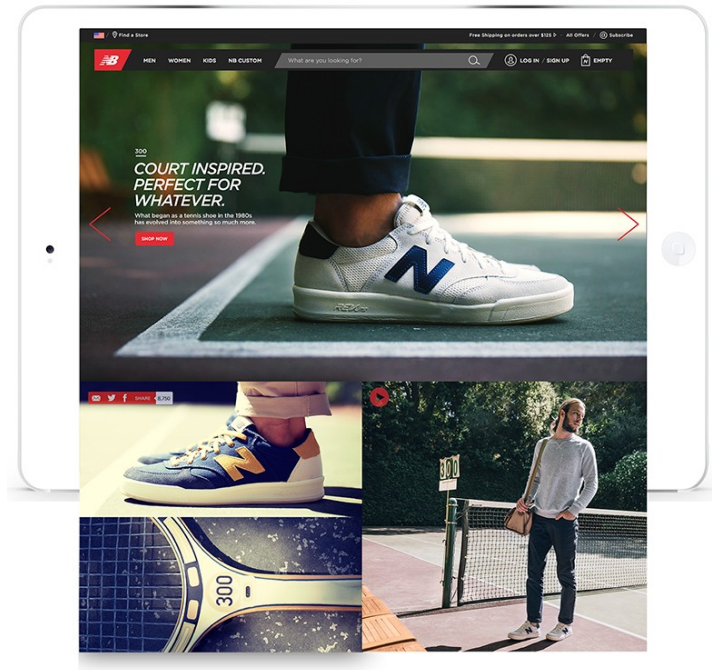 Find a Store
Free Shipping on orders over $125
All Offers / Subscribe
NB
MEN WOMEN KIDS NB CUSTOM
What are you looking for?
LOG IN / SIGN UP
EMPTY
300
COURT INSPIRED.
PERFECT FOR
WHATEVER.
What began as a tennis shoe in the 1980s
has evolved into something so much more.
SHOP NOW
N
SHARE 8,750
N
300
300